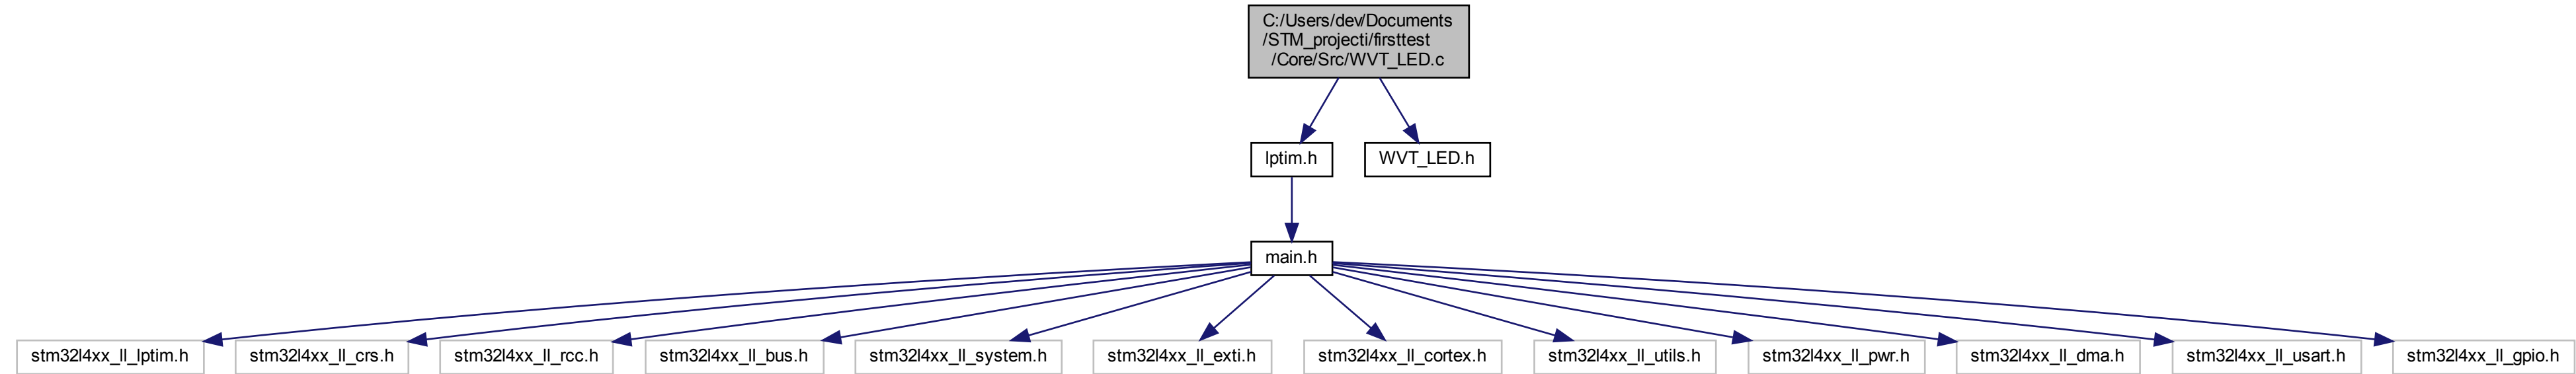 C:/Users/dev/Documents
/STM_projecti/firsttest
/Core/Src/WVT_LED.c
lptim.h
WVT_LED.h
main.h
stm32l4xx_ll_lptim.h
stm32l4xx_ll_crs.h
stm32l4xx_ll_rcc.h
stm32l4xx_ll_bus.h
stm32l4xx_ll_system.h
stm32l4xx_ll_exti.h
stm32l4xx_ll_cortex.h
stm32l4xx_ll_utils.h
stm32l4xx_ll_pwr.h
stm32l4xx_ll_dma.h
stm32l4xx_ll_usart.h
stm32l4xx_ll_gpio.h